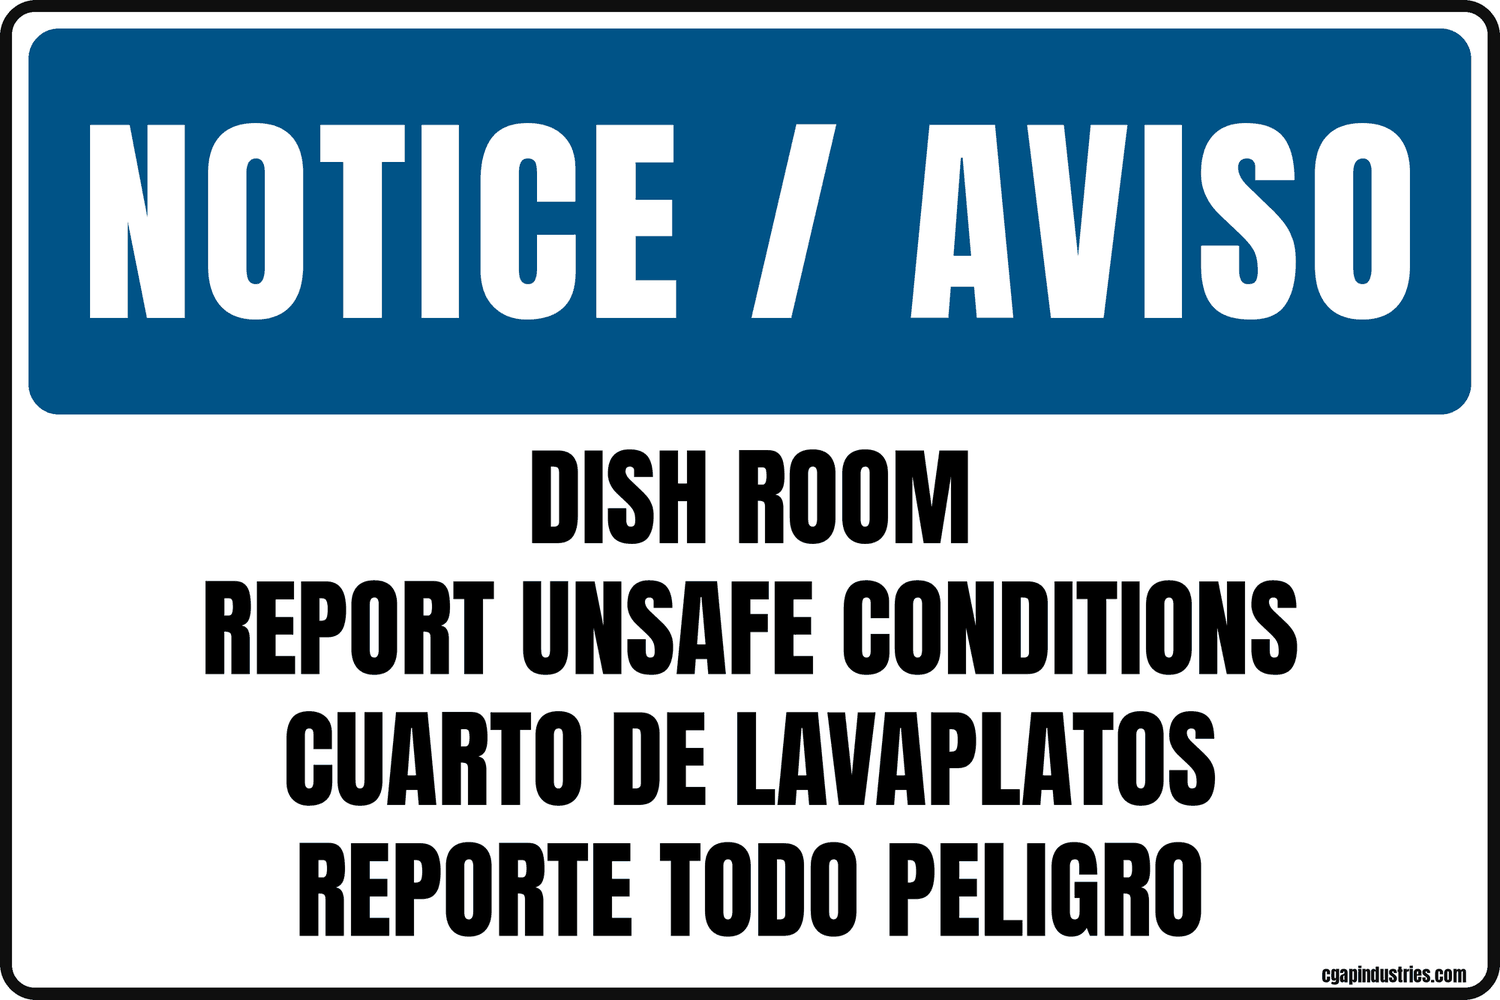 NOTICE / AVISO
DISH ROOM
REPORT UNSAFE CONDITIONS
CUARTO DE LAVAPLATOS
REPORTE TODO PELIGRO
cgapindustries.com